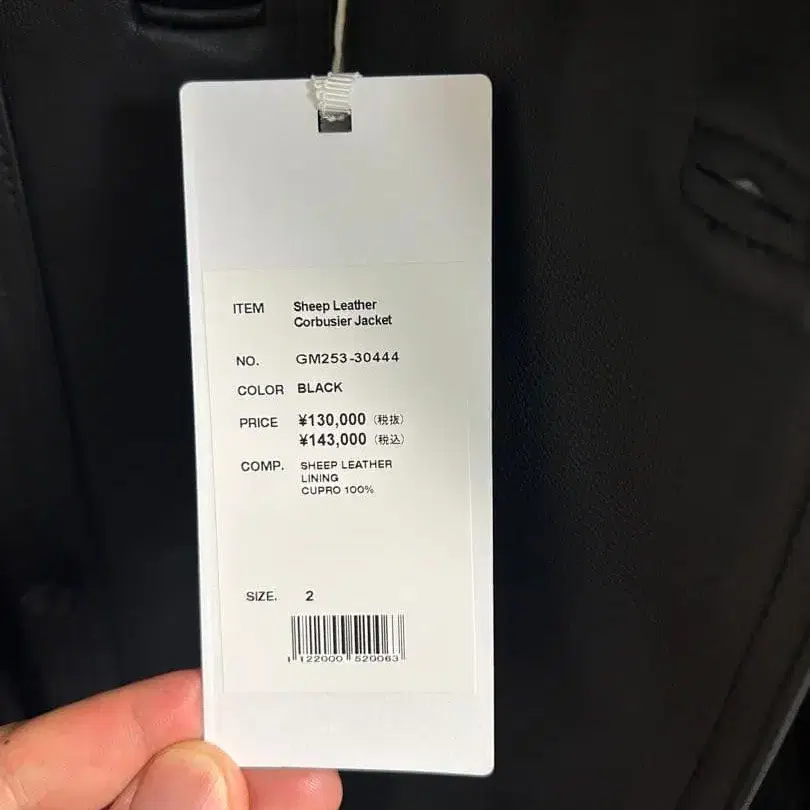 ITEM Sheep Leather
Corbusier Jacket
NO. GM253-30444
COLOR BLACK
PRICE ¥130,000（税抜）
¥143,000（税込）
COMP. SHEEP LEATHER
LINING
CUPRO 100%
SIZE. 2
1 122000 520063